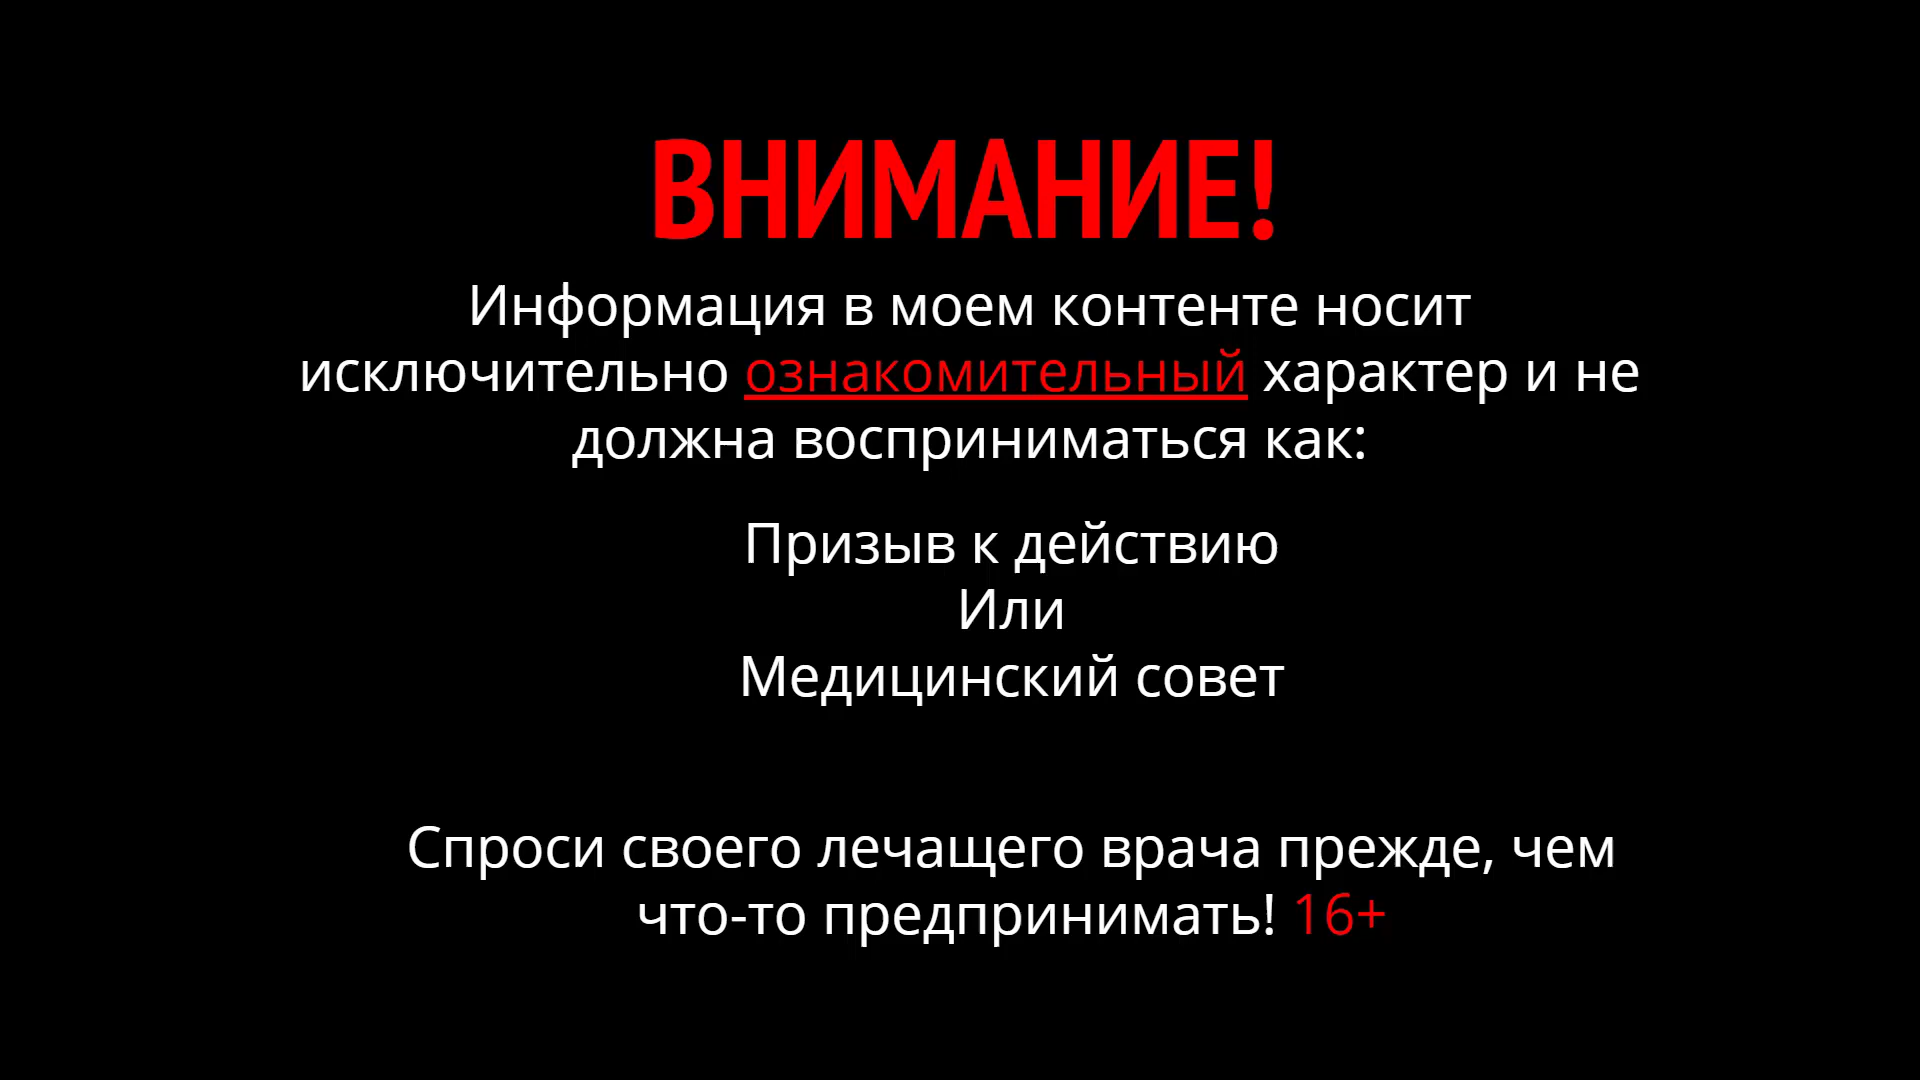 ВНИМАНИЕ!
Информация в моем контенте носит
исключительно ознакомительный характер и не
должна восприниматься как:
Призыв к действию
Или
Медицинский совет
Спроси своего лечащего врача прежде, чем
что-то предпринимать! 16+